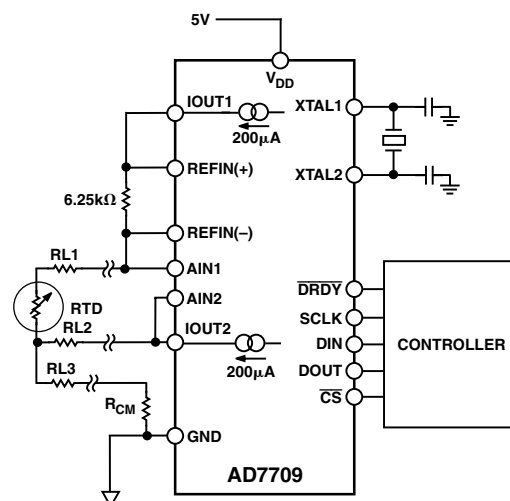 5V
VDD
IOUT1
200µA
XTAL1
REFIN(+)
XTAL2
6.25kΩ
REFIN(–)
RL1
AIN1
RTD
AIN2
DRDY
SCLK
RL2
IOUT2
DIN
CONTROLLER
200µA
DOUT
RL3
CS
RCM
GND
AD7709